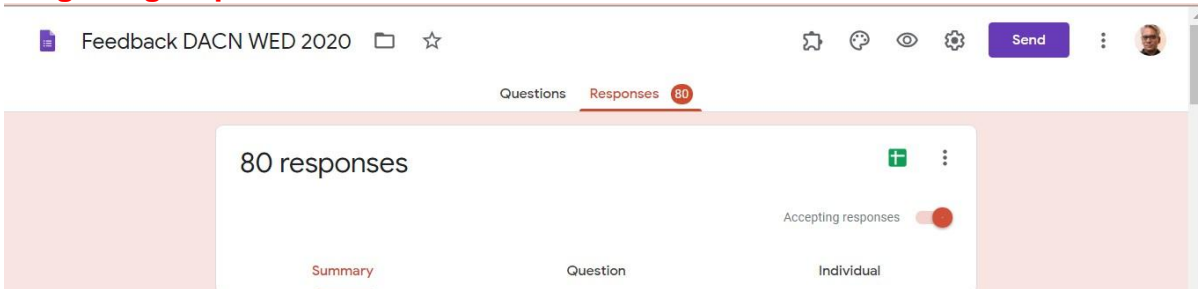 Feedback DACN WED 2020
Send
Questions Responses 80
80 responses
Accepting responses
Summary Question Individual